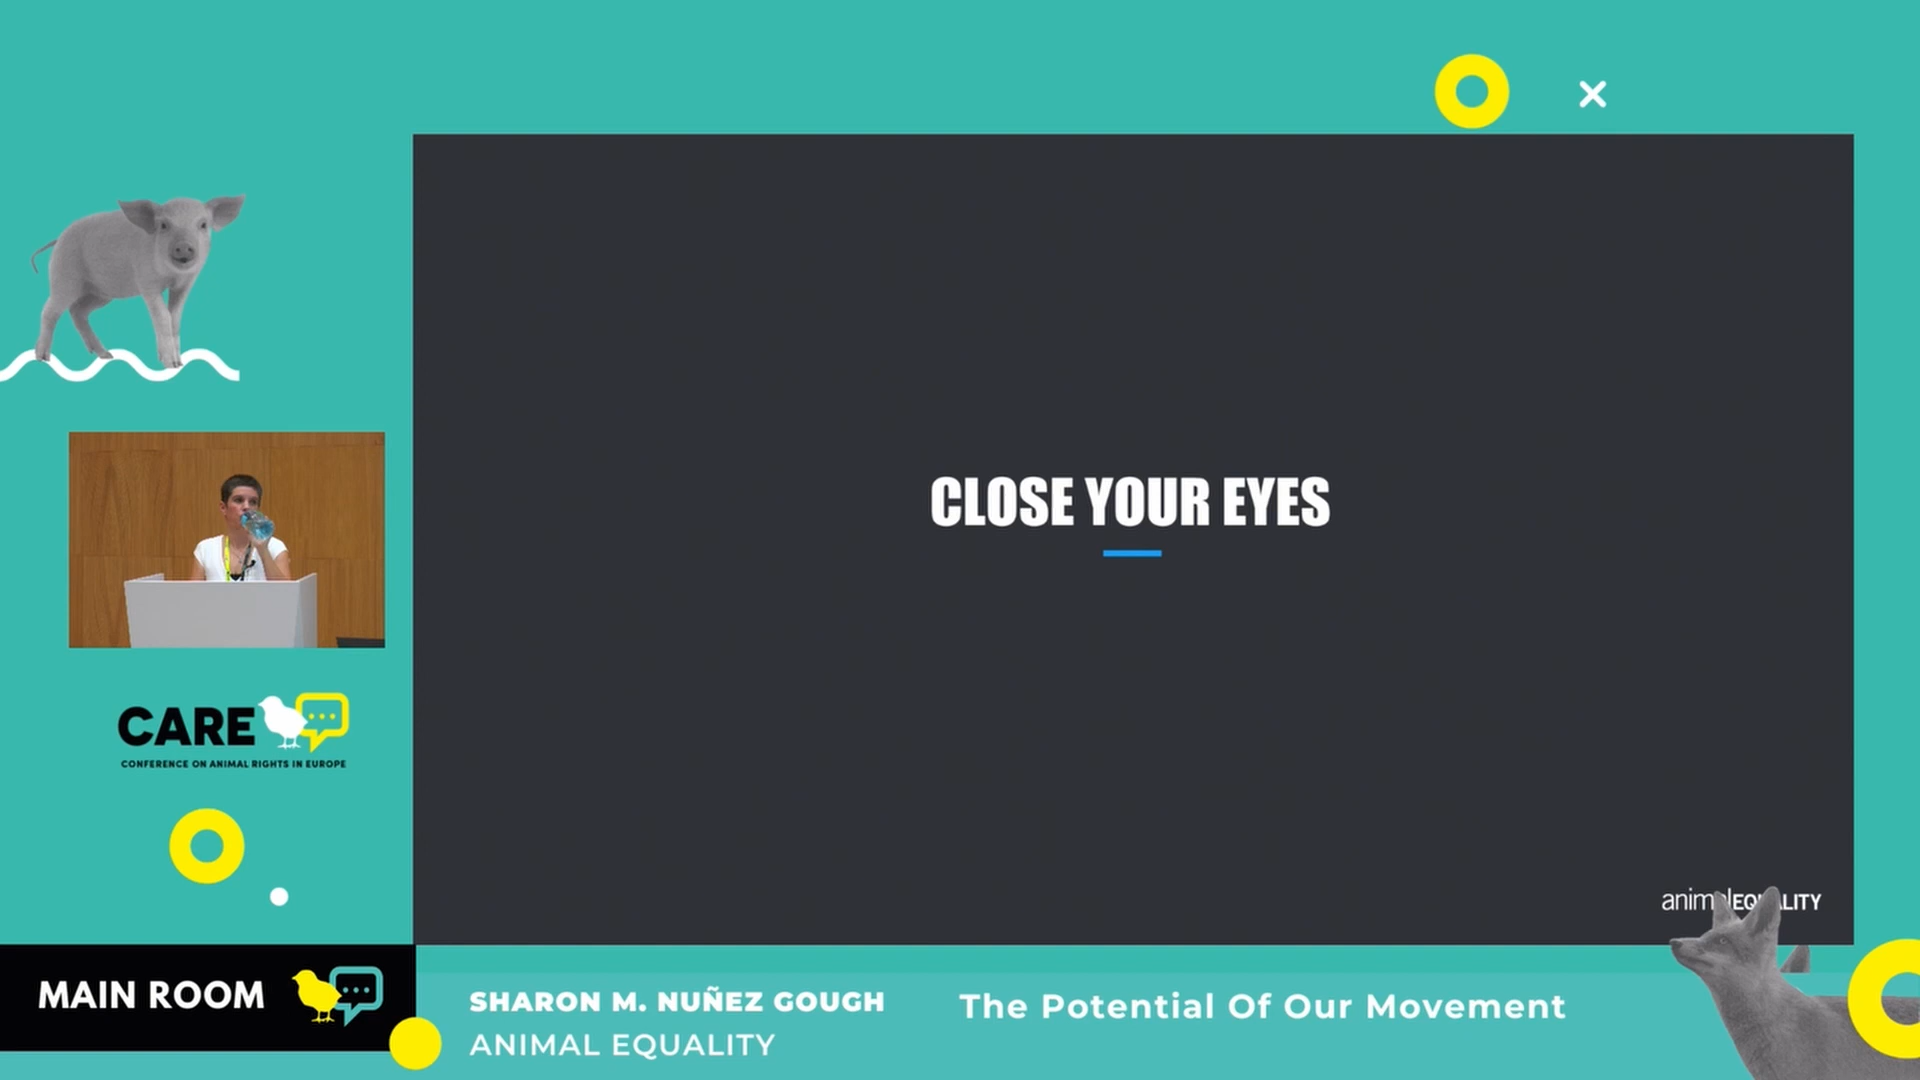 CLOSE YOUR EYES
CARE
CONFERENCE ON ANIMAL RIGHTS IN EUROPE
animalEQUALITY
MAIN ROOM
SHARON M. NUÑEZ GOUGH
ANIMAL EQUALITY
The Potential Of Our Movement